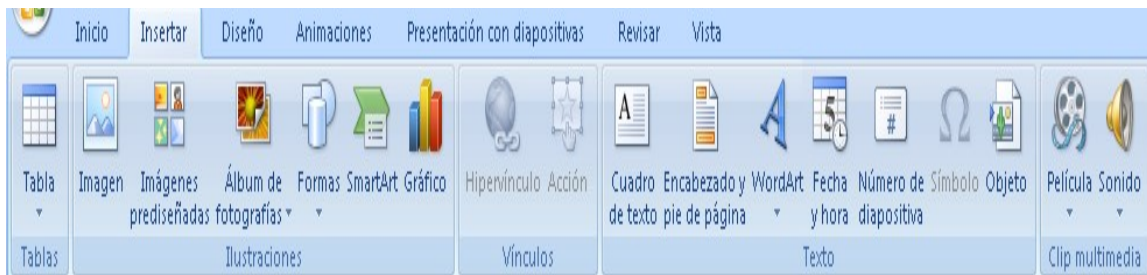 Inicio Insertar Diseño Animaciones Presentación con diapositivas Revisar Vista
A A 5 # Ω
Tabla Imagen Imágenes Álbum de Formas SmartArt Gráfico Hipervínculo Acción Cuadro Encabezado y WordArt Fecha Número de Símbolo Objeto Película Sonido
prediseñadas fotografías de texto pie de página y hora diapositiva
Tablas Ilustraciones Vínculos Texto Clip multimedia